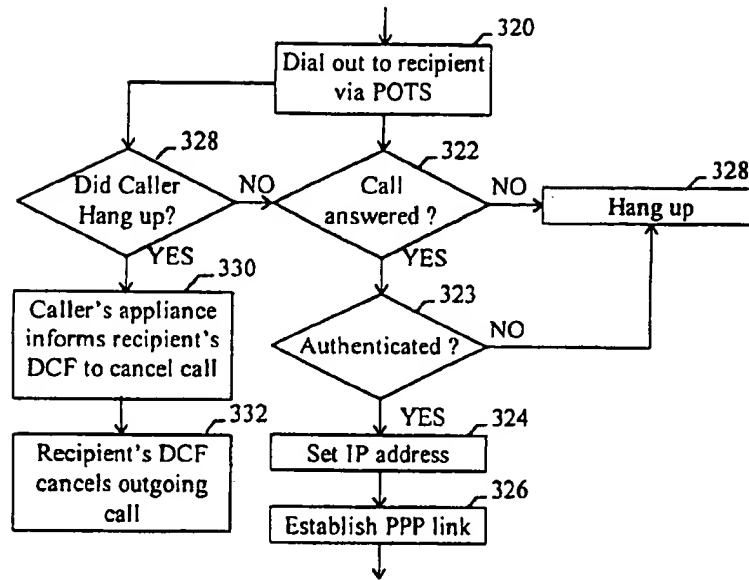 320
Dial out to recipient
via POTS
328
Did Caller
Hang up?
NO
YES
322
Call
answered ?
NO
YES
328
Hang up
330
Caller's appliance
informs recipient's
DCF to cancel call
323
Authenticated ?
NO
YES
332
Recipient's DCF
cancels outgoing
call
324
Set IP address
326
Establish PPP link